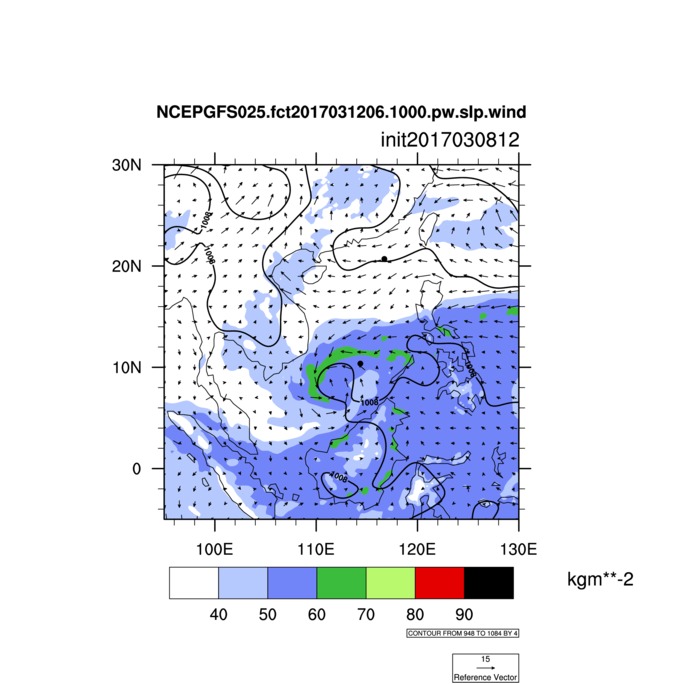 NCEPGFS025.fct2017031206.1000.pw.slp.wind
init2017030812
30N
20N
10N
0
1008
1008
1008
1008
1008
100E
110E
120E
130E
40
50
60
70
80
90
kgm**-2
CONTOUR FROM 948 TO 1084 BY 4
15
Reference Vector